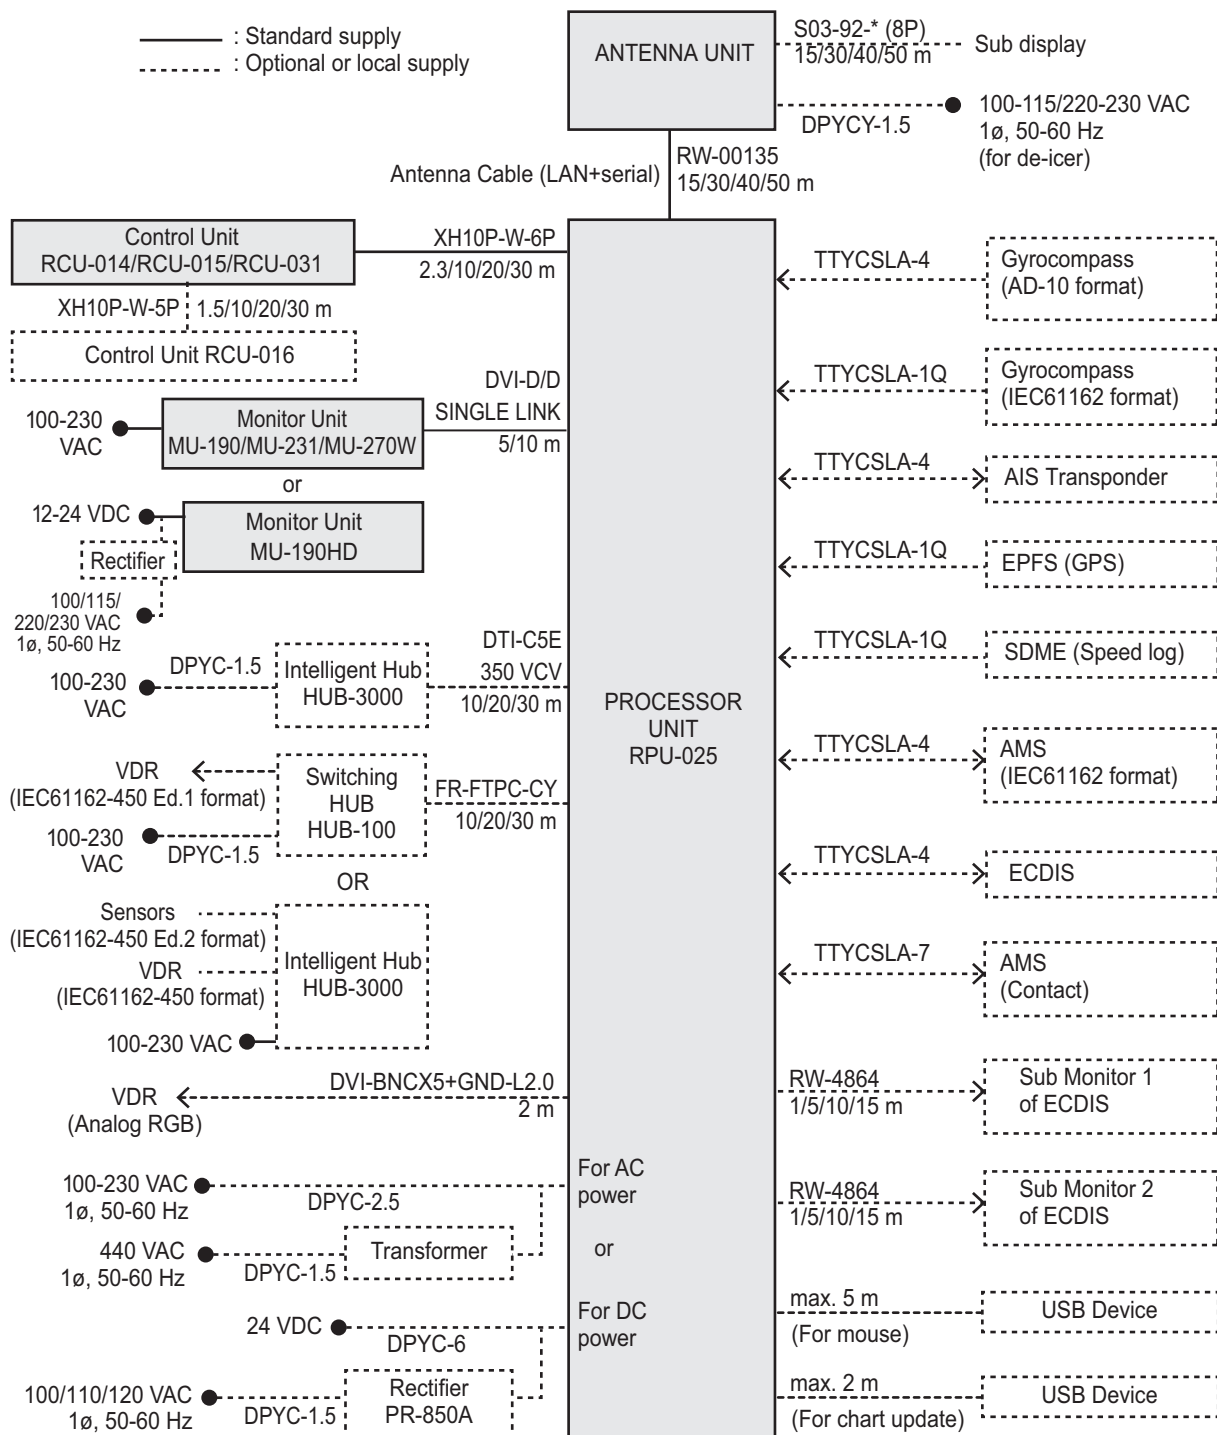 : Standard supply
: Optional or local supply
ANTENNA UNIT
S03-92-* (8P)
15/30/40/50 m
Sub display
DPYCY-1.5
100-115/220-230 VAC
1ø, 50-60 Hz
(for de-icer)
Antenna Cable (LAN+serial)
RW-00135
15/30/40/50 m
Control Unit
RCU-014/RCU-015/RCU-031
XH10P-W-6P
2.3/10/20/30 m
XH10P-W-5P
1.5/10/20/30 m
Control Unit RCU-016
100-230
VAC
Monitor Unit
MU-190/MU-231/MU-270W
DVI-D/D
SINGLE LINK
5/10 m
or
12-24 VDC
Monitor Unit
MU-190HD
Rectifier
100/115/
220/230 VAC
1ø, 50-60 Hz
100-230
VAC
DPYC-1.5
Intelligent Hub
HUB-3000
DTI-C5E
350 VCV
10/20/30 m
VDR
(IEC61162-450 Ed.1 format)
100-230
VAC
DPYC-1.5
Switching
HUB
HUB-100
FR-FTPC-CY
10/20/30 m
OR
Sensors
(IEC61162-450 Ed.2 format)
VDR
(IEC61162-450 format)
100-230 VAC
Intelligent Hub
HUB-3000
VDR
(Analog RGB)
DVI-BNCX5+GND-L2.0
2 m
100-230 VAC
1ø, 50-60 Hz
DPYC-2.5
440 VAC
1ø, 50-60 Hz
DPYC-1.5
Transformer
24 VDC
DPYC-6
100/110/120 VAC
1ø, 50-60 Hz
DPYC-1.5
Rectifier
PR-850A
PROCESSOR
UNIT
RPU-025
For AC
power
or
For DC
power
TTYCSLA-4
Gyrocompass
(AD-10 format)
TTYCSLA-1Q
Gyrocompass
(IEC61162 format)
TTYCSLA-4
AIS Transponder
TTYCSLA-1Q
EPFS (GPS)
TTYCSLA-1Q
SDME (Speed log)
TTYCSLA-4
AMS
(IEC61162 format)
TTYCSLA-4
ECDIS
TTYCSLA-7
AMS
(Contact)
RW-4864
1/5/10/15 m
Sub Monitor 1
of ECDIS
RW-4864
1/5/10/15 m
Sub Monitor 2
of ECDIS
max. 5 m
(For mouse)
USB Device
max. 2 m
(For chart update)
USB Device